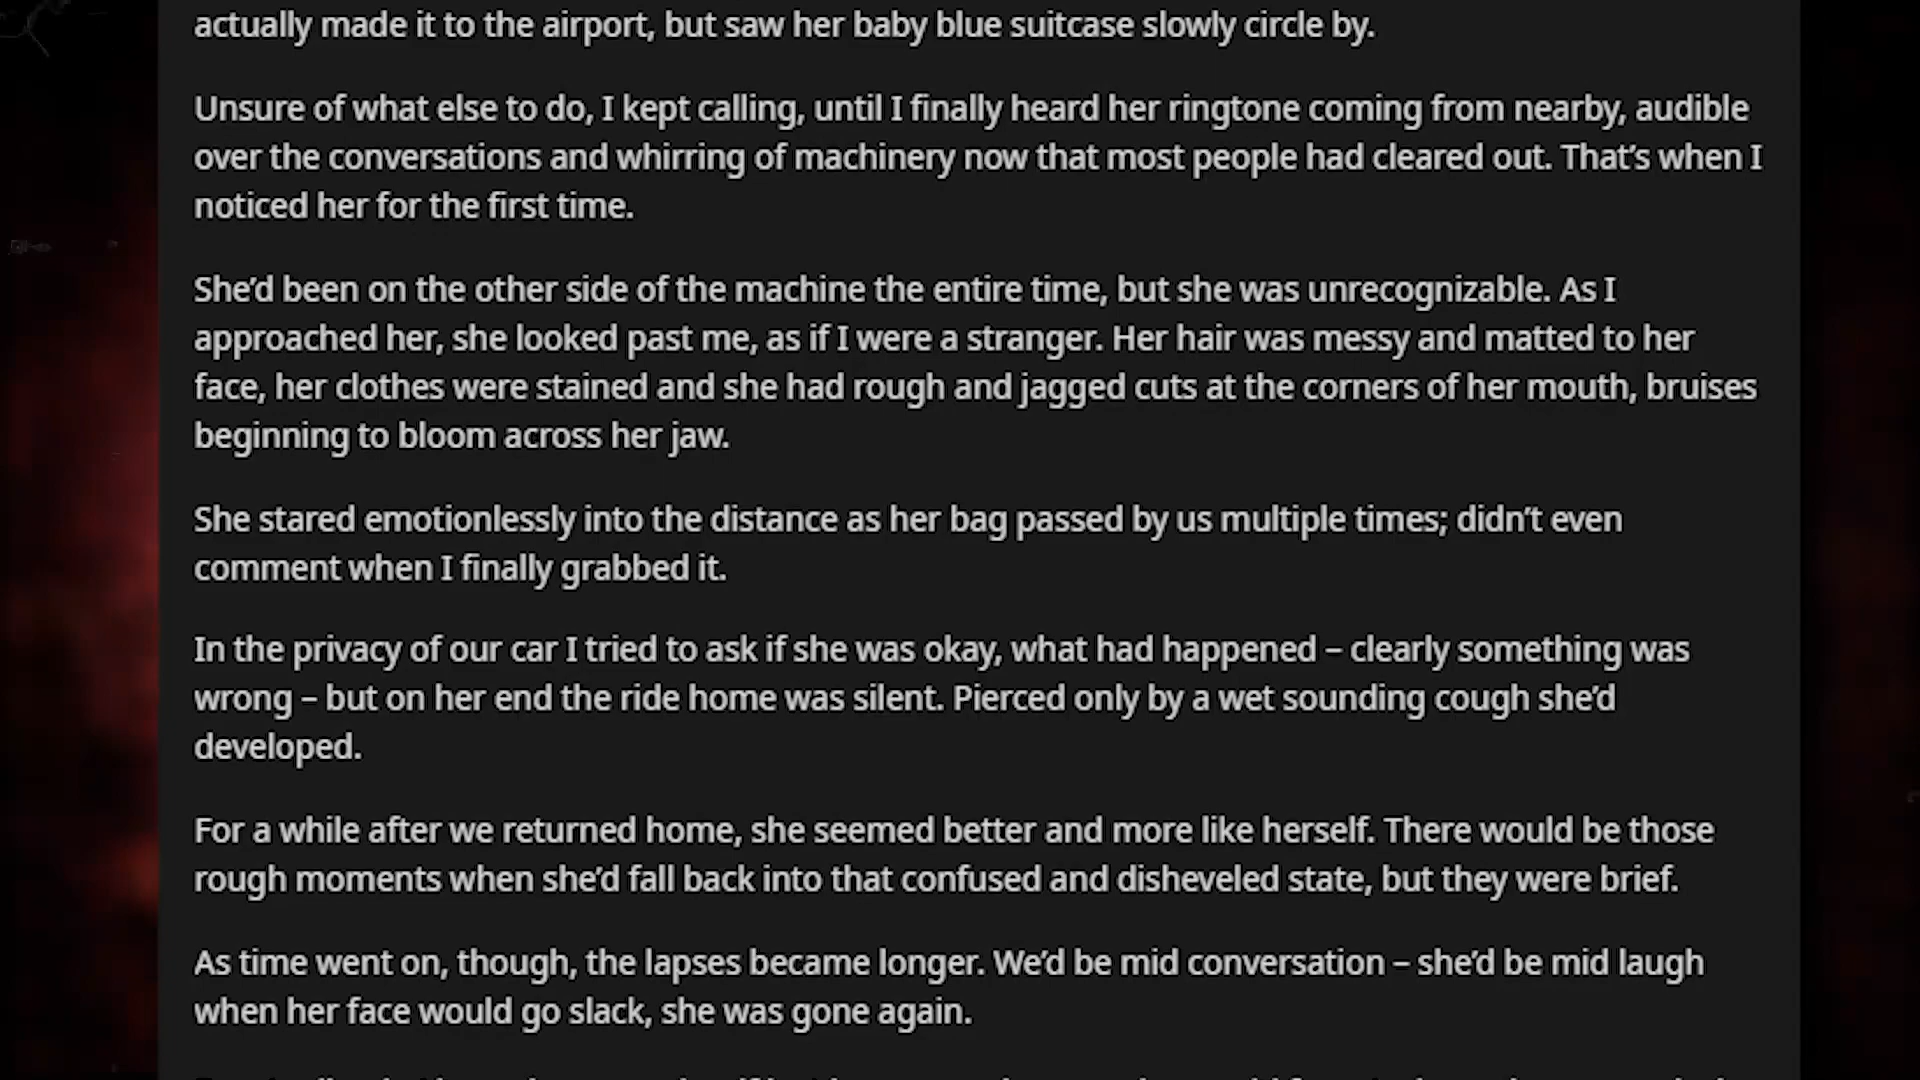 actually made it to the airport, but saw her baby blue suitcase slowly circle by.
Unsure of what else to do, I kept calling, until I finally heard her ringtone coming from nearby, audible
over the conversations and whirring of machinery now that most people had cleared out. That’s when I
noticed her for the first time.
She’d been on the other side of the machine the entire time, but she was unrecognizable. As I
approached her, she looked past me, as if I were a stranger. Her hair was messy and matted to her
face, her clothes were stained and she had rough and jagged cuts at the corners of her mouth, bruises
beginning to bloom across her jaw.
She stared emotionlessly into the distance as her bag passed by us multiple times; didn’t even
comment when I finally grabbed it.
In the privacy of our car I tried to ask if she was okay, what had happened – clearly something was
wrong – but on her end the ride home was silent. Pierced only by a wet sounding cough she’d
developed.
For a while after we returned home, she seemed better and more like herself. There would be those
rough moments when she’d fall back into that confused and disheveled state, but they were brief.
As time went on, though, the lapses became longer. We’d be mid conversation – she’d be mid laugh
when her face would go slack, she was gone again.